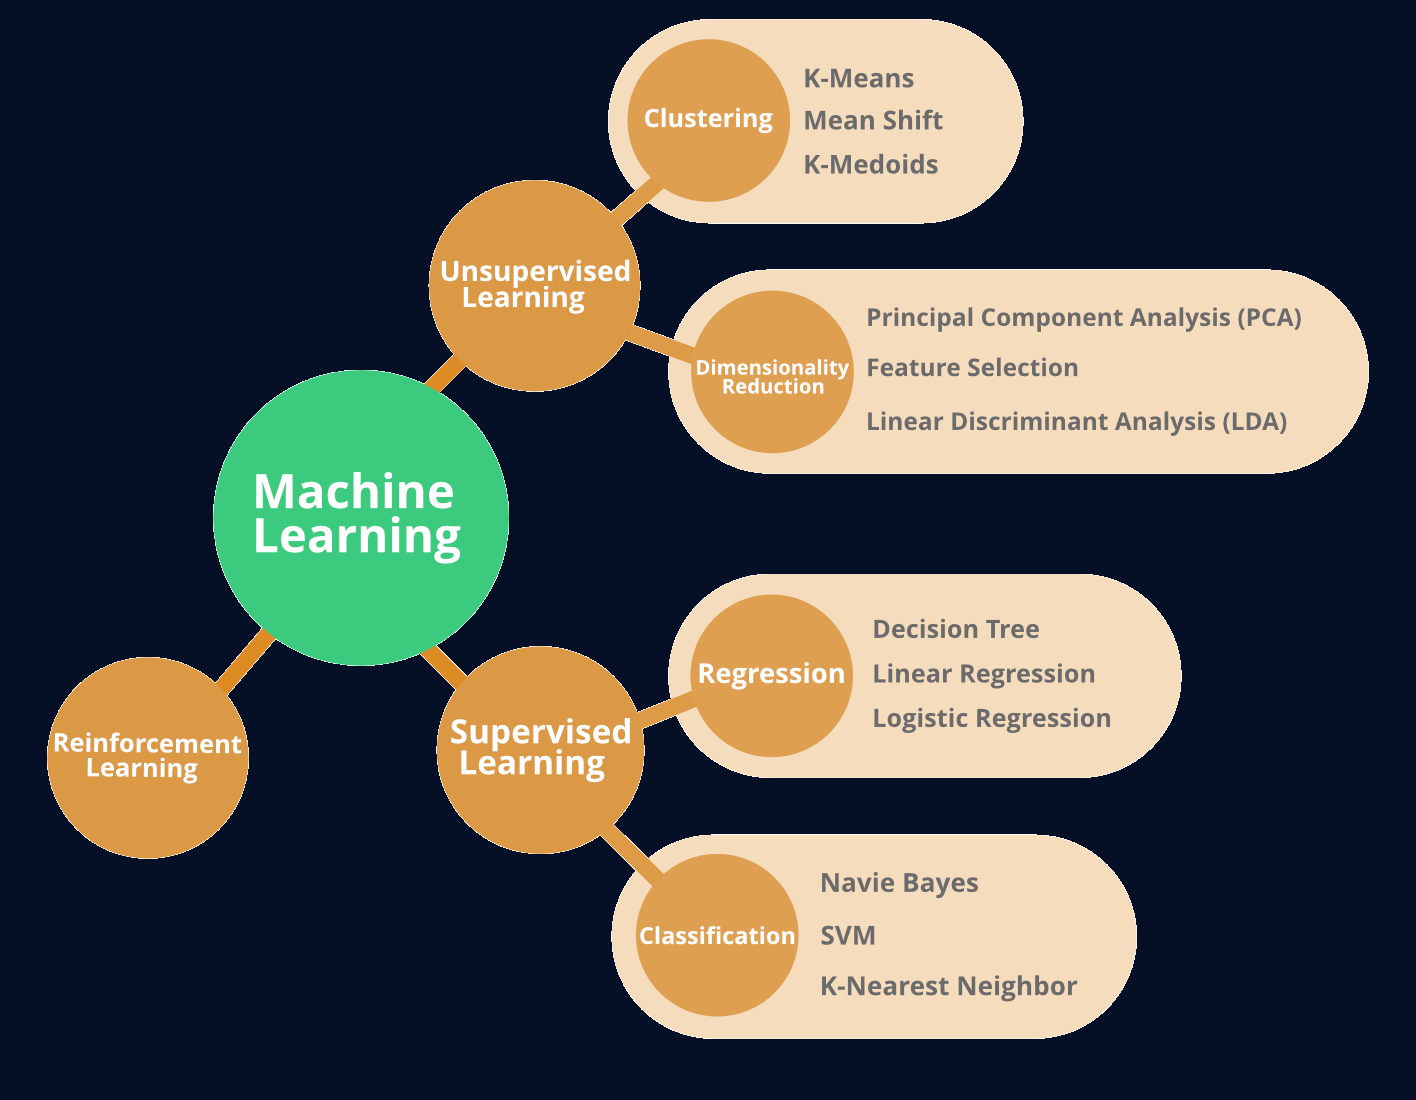 Clustering
K-Means
Mean Shift
K-Medoids
Unsupervised
Learning
Dimensionality
Reduction
Principal Component Analysis (PCA)
Feature Selection
Linear Discriminant Analysis (LDA)
Machine
Learning
Reinforcement
Learning
Supervised
Learning
Regression
Decision Tree
Linear Regression
Logistic Regression
Classification
Navie Bayes
SVM
K-Nearest Neighbor